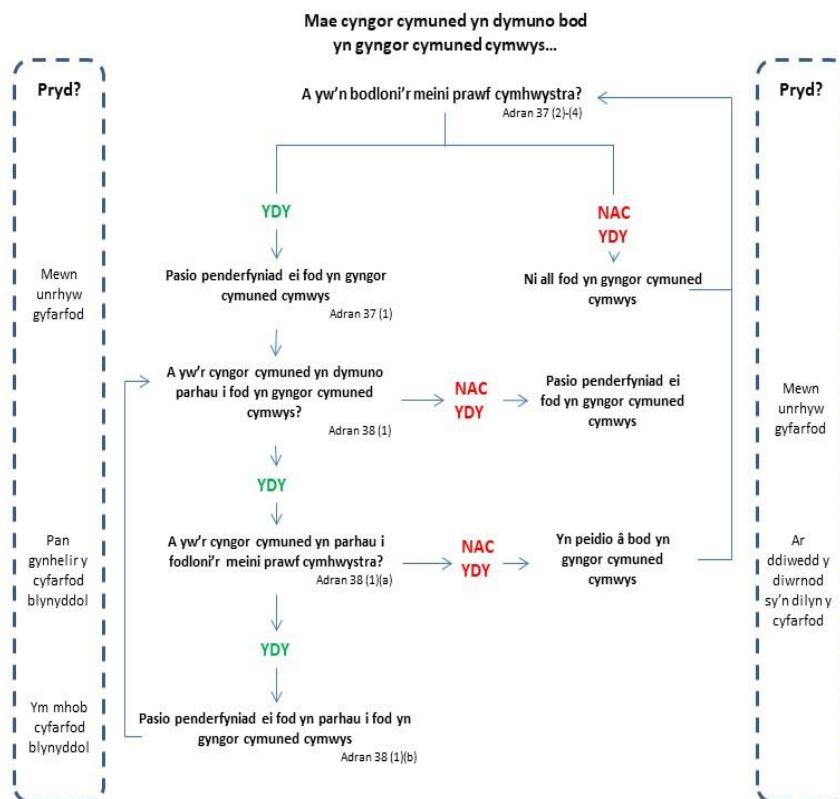 Mae cyngor cymuned yn dymuno bod
yn gyngor cymuned cymwys...
Pryd?
A yw'n bodloni'r meini prawf cymhwystra?
Adran 37 (2)-(4)
Pryd?
YDY
NAC
YDY
Mewn
unrhyw
gyfarfod
Pasio penderfyniad ei fod yn gyngor
cymuned cymwys
Adran 37 (1)
Ni all fod yn gyngor cymuned
cymwys
A yw'r cyngor cymuned yn dymuno
parhau i fod yn gyngor cymuned
cymwys?
Adran 38 (1)
NAC
YDY
Pasio penderfyniad ei
fod yn gyngor cymuned
cymwys
Mewn
unrhyw
gyfarfod
YDY
Pan
gynhelir y
cyfarfod
blynyddol
A yw'r cyngor cymuned yn parhau i
fodloni'r meini prawf cymhwystra?
Adran 38 (1)(a)
NAC
YDY
Yn peidio â bod yn
gyngor cymuned
cymwys
Ar
ddiwedd y
diwrnod
sy'n dilyn y
cyfarfod
YDY
Ym mhob
cyfarfod
blynyddol
Pasio penderfyniad ei fod yn parhau i fod yn
gyngor cymuned cymwys
Adran 38 (1)(b)